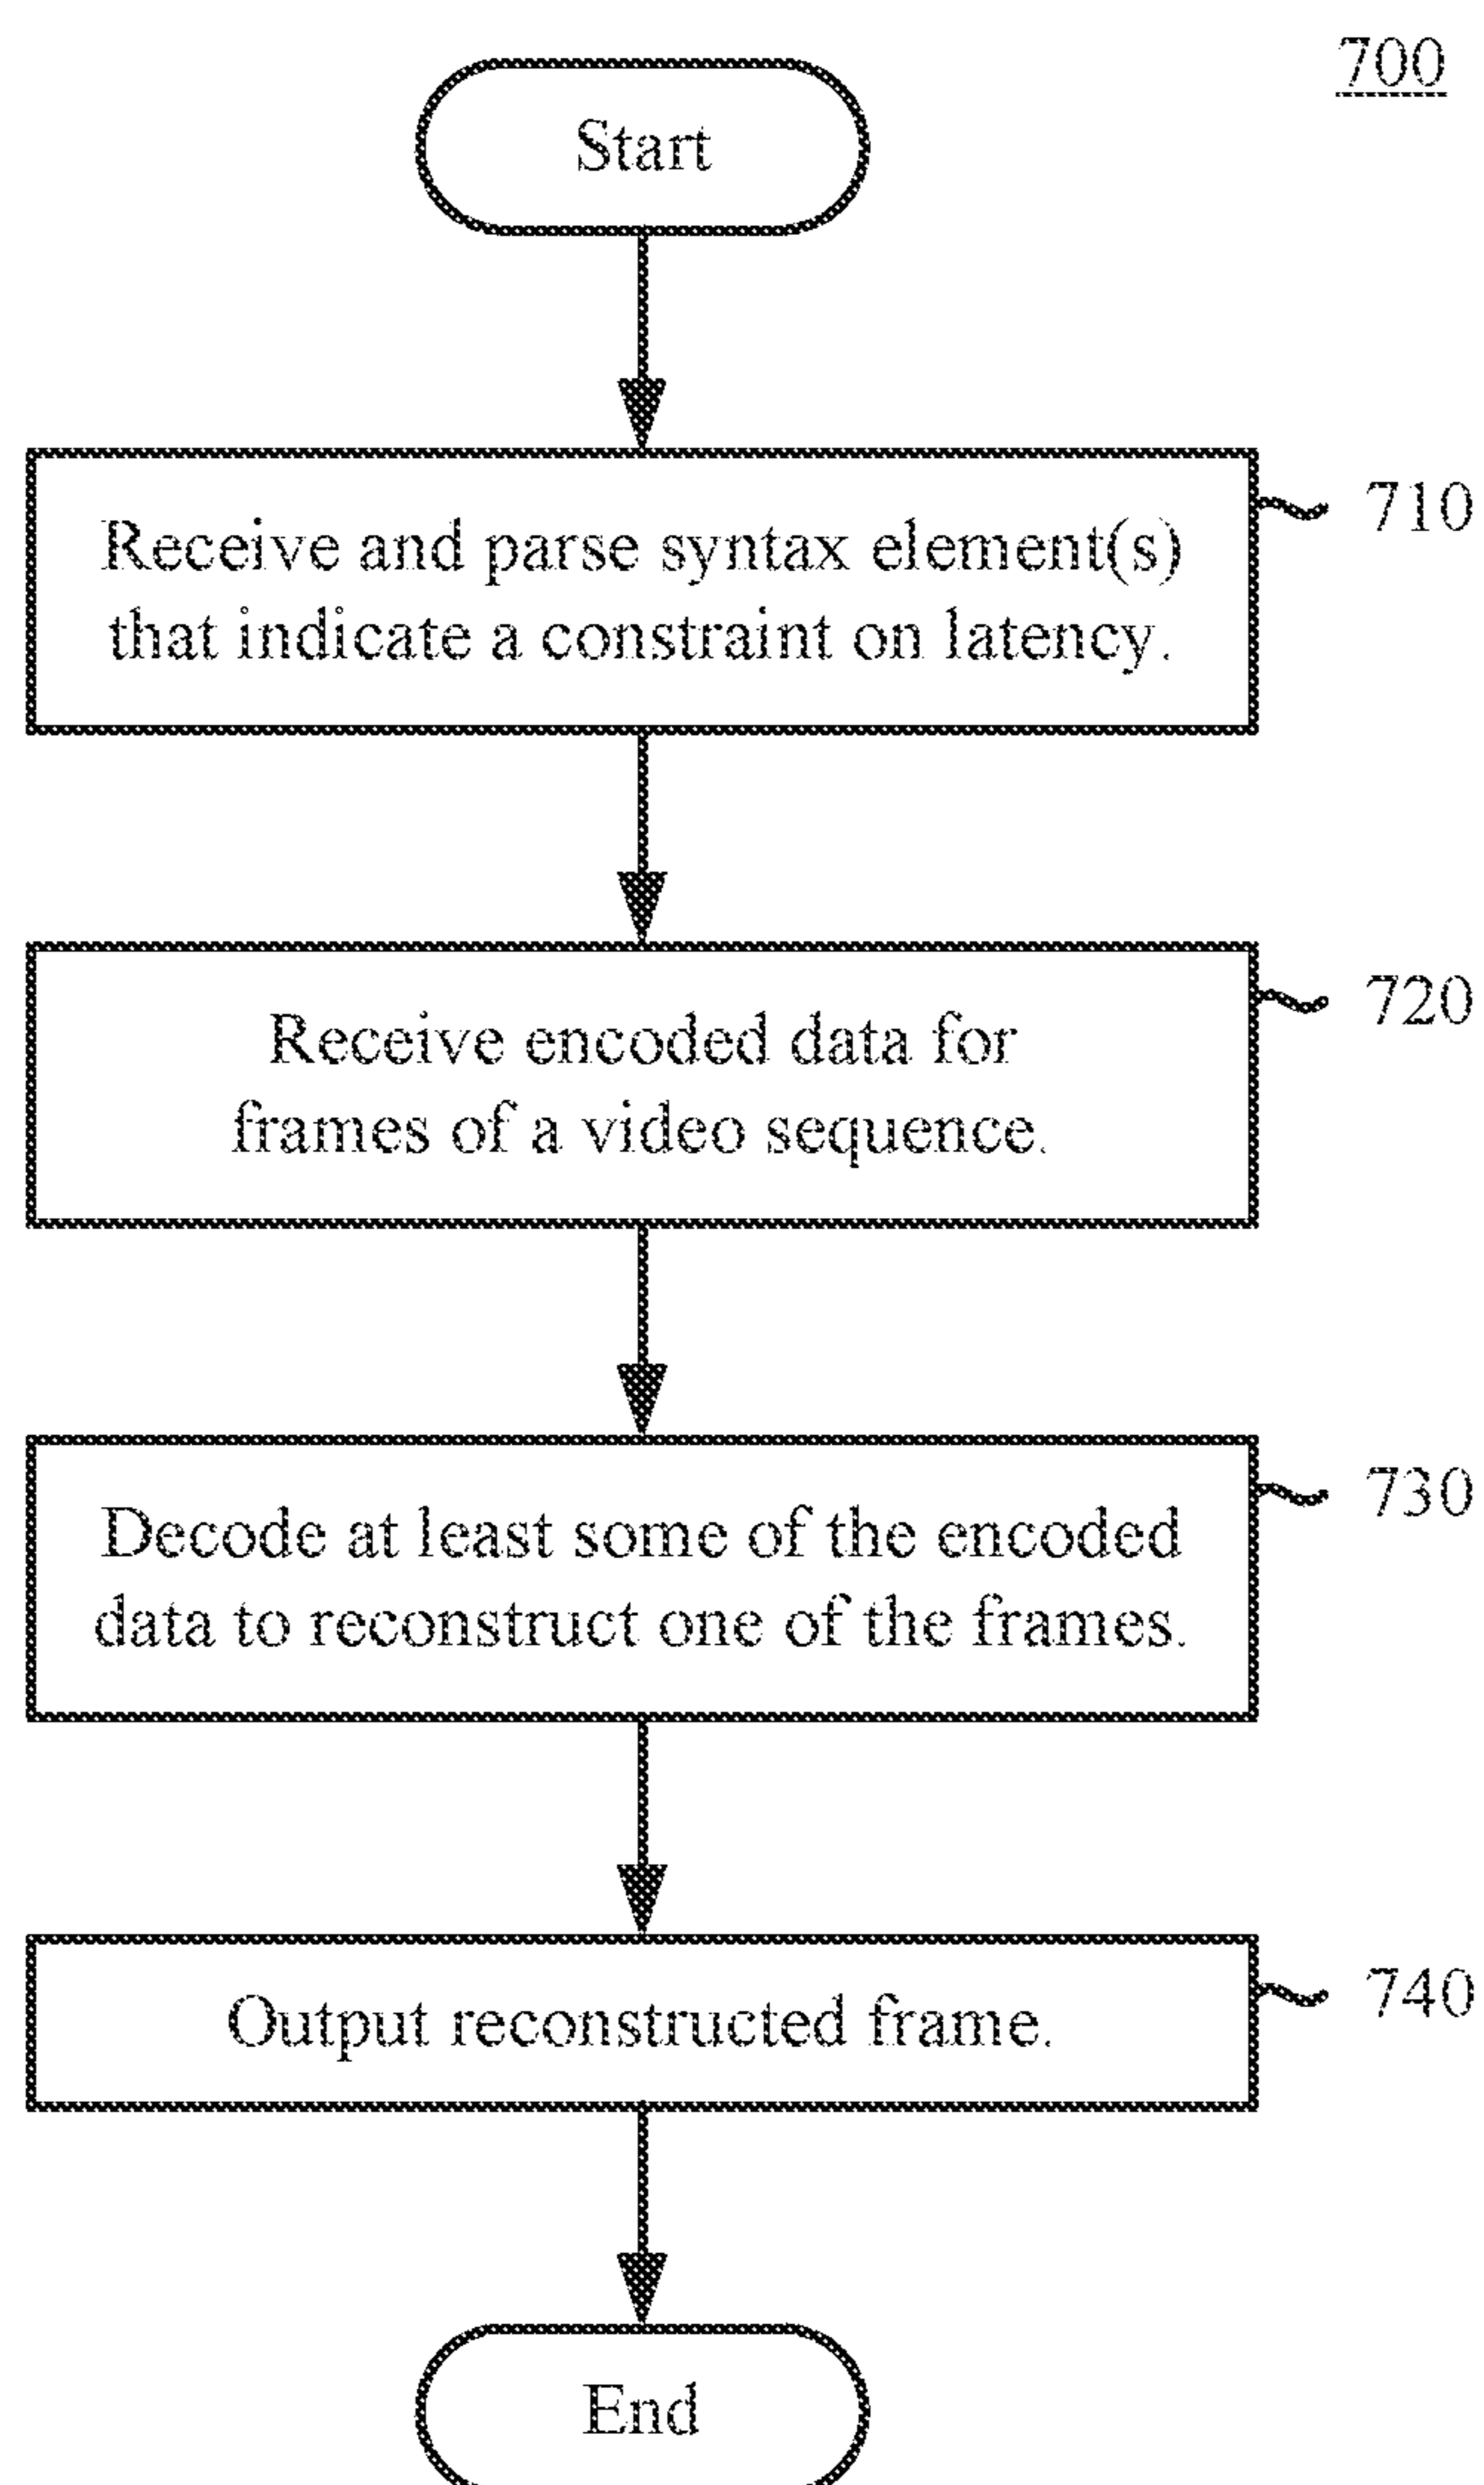 700
Start
Receive and parse syntax element(s)
that indicate a constraint on latency.
710
Receive encoded data for
frames of a video sequence.
720
Decode at least some of the encoded
data to reconstruct one of the frames.
730
Output reconstructed frame.
740
End